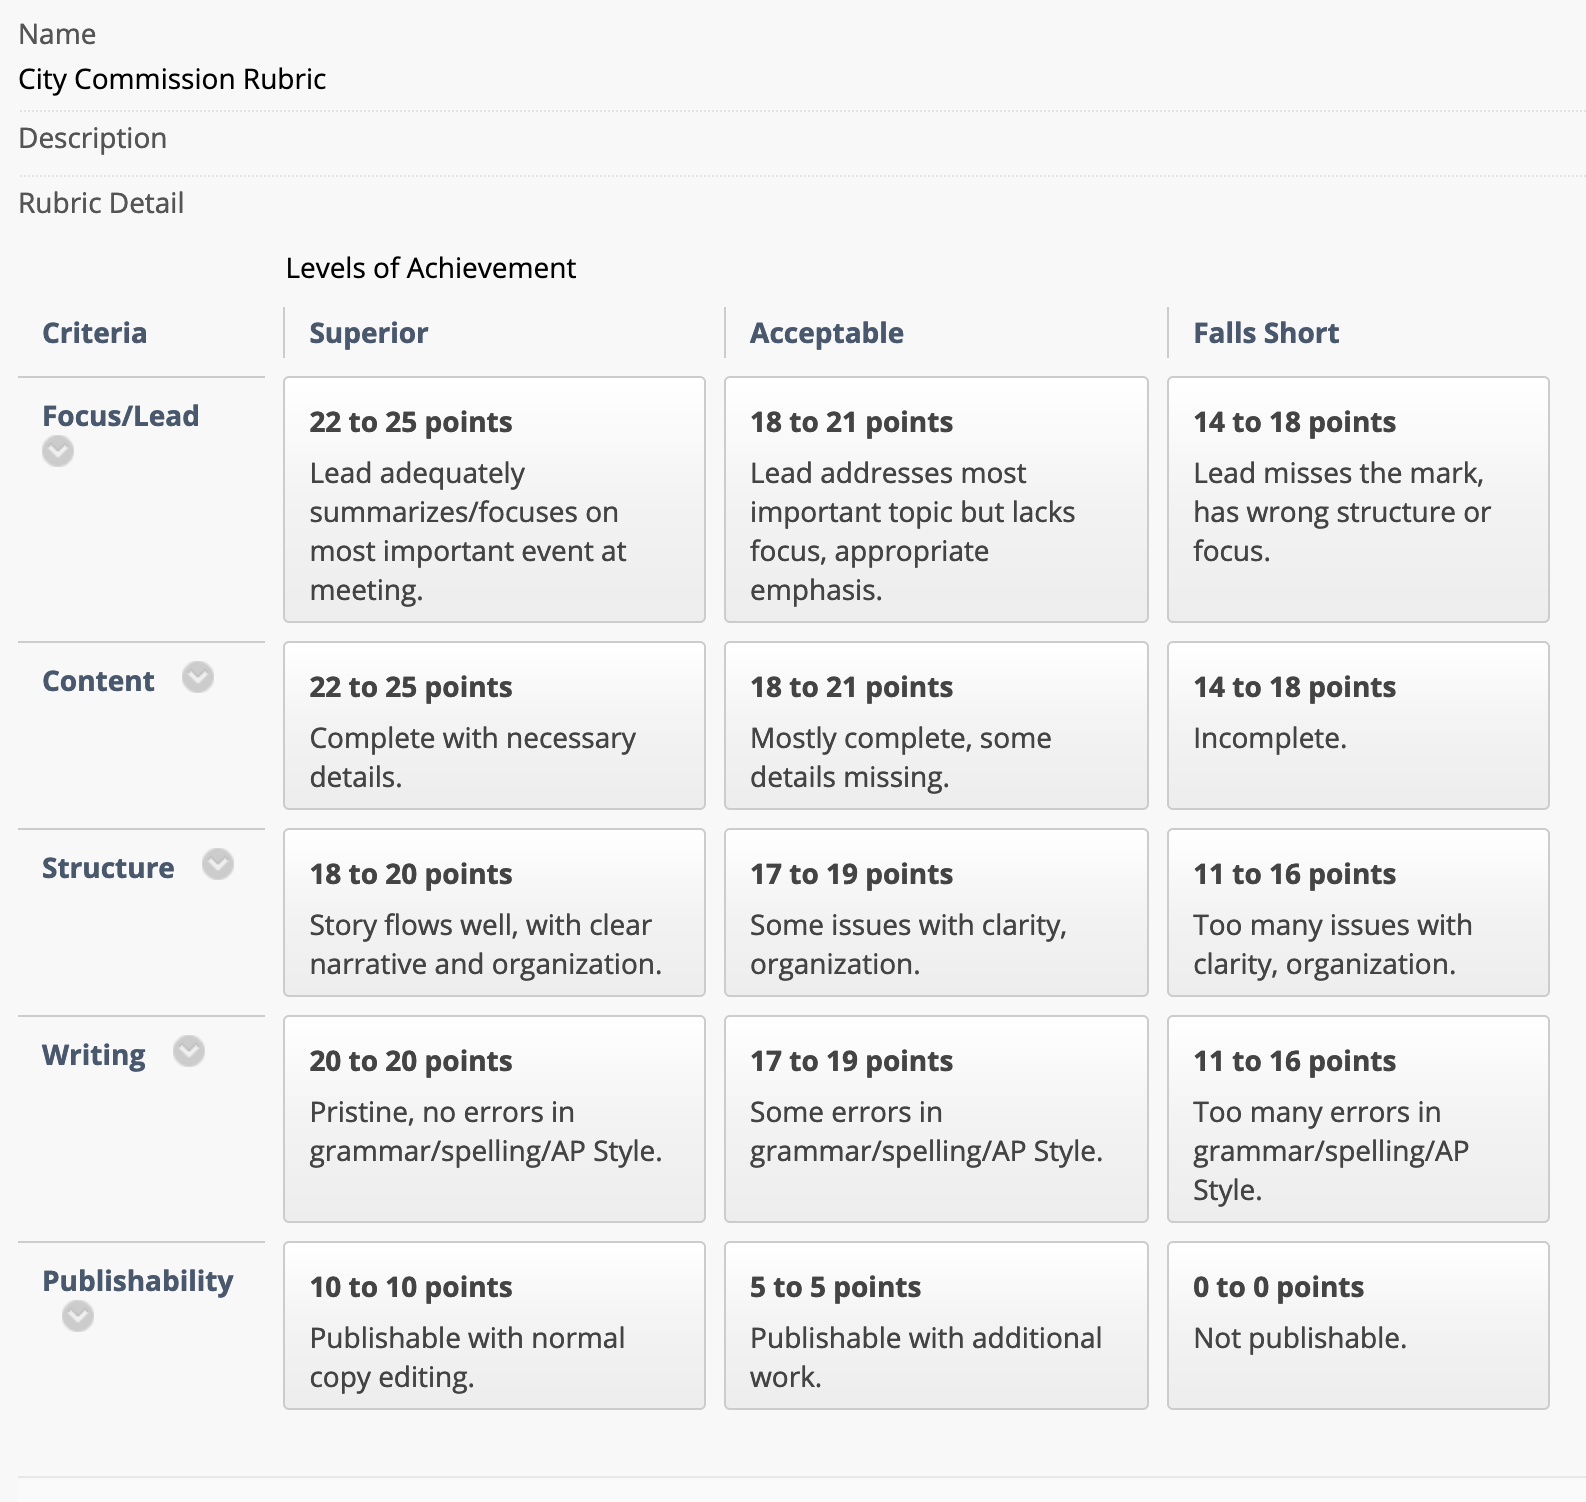 Name
City Commission Rubric
Description
Rubric Detail
Levels of Achievement
Criteria
Superior
Acceptable
Falls Short
Focus/Lead
22 to 25 points
Lead adequately
summarizes/focuses on
most important event at
meeting.
18 to 21 points
Lead addresses most
important topic but lacks
focus, appropriate
emphasis.
14 to 18 points
Lead misses the mark,
has wrong structure or
focus.
Content
22 to 25 points
Complete with necessary
details.
18 to 21 points
Mostly complete, some
details missing.
14 to 18 points
Incomplete.
Structure
18 to 20 points
Story flows well, with clear
narrative and organization.
17 to 19 points
Some issues with clarity,
organization.
11 to 16 points
Too many issues with
clarity, organization.
Writing
20 to 20 points
Pristine, no errors in
grammar/spelling/AP Style.
17 to 19 points
Some errors in
grammar/spelling/AP Style.
11 to 16 points
Too many errors in
grammar/spelling/AP
Style.
Publishability
10 to 10 points
Publishable with normal
copy editing.
5 to 5 points
Publishable with additional
work.
0 to 0 points
Not publishable.